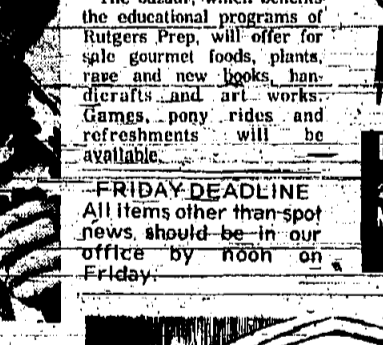 The bazaar, which benefits
the educational programs of
Rutgers Prep, will offer for
sale gourmet foods, plants,
rare and new books, han-
dicrafts and art works.
Games, pony rides and
refreshments will be
available.
FRIDAY DEADLINE
All items other than spot
news should be in our
office by noon on
Friday.